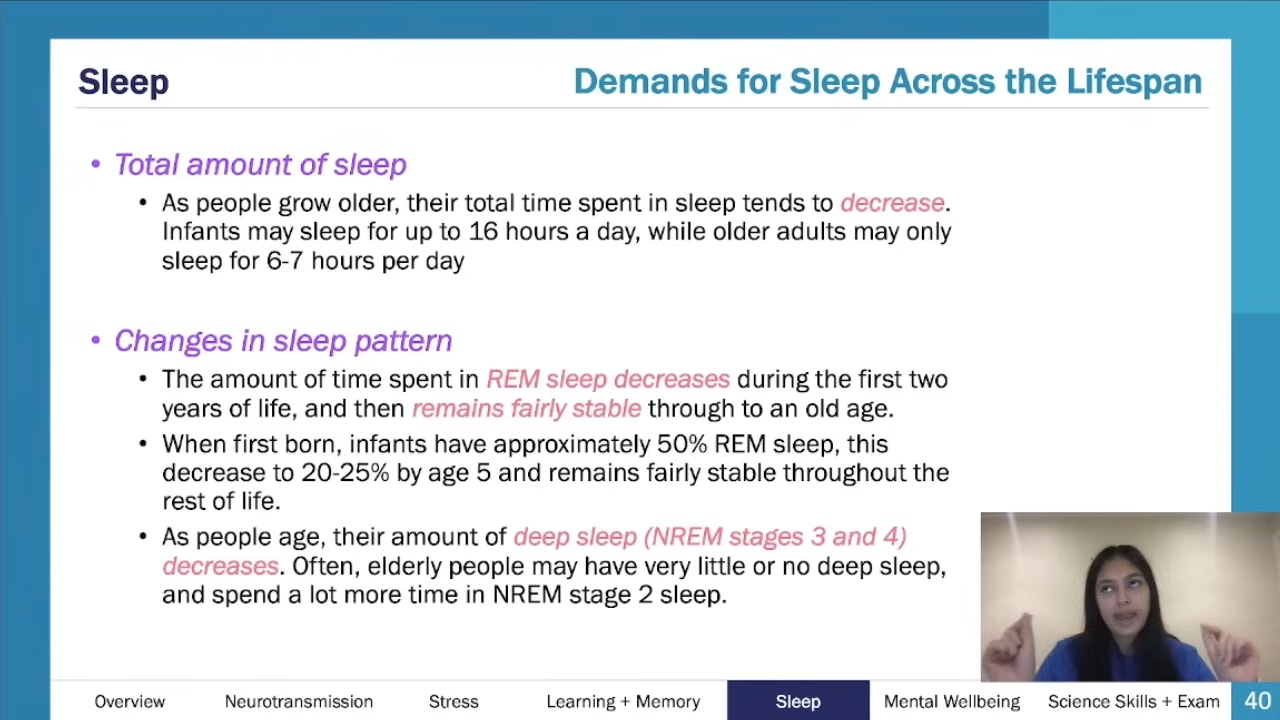 Sleep
Demands for Sleep Across the Lifespan
• Total amount of sleep
• As people grow older, their total time spent in sleep tends to decrease.
Infants may sleep for up to 16 hours a day, while older adults may only
sleep for 6-7 hours per day
• Changes in sleep pattern
• The amount of time spent in REM sleep decreases during the first two
years of life, and then remains fairly stable through to an old age.
• When first born, infants have approximately 50% REM sleep, this
decrease to 20-25% by age 5 and remains fairly stable throughout the
rest of life.
• As people age, their amount of deep sleep (NREM stages 3 and 4)
decreases. Often, elderly people may have very little or no deep sleep,
and spend a lot more time in NREM stage 2 sleep.
Overview
Neurotransmission
Stress
Learning + Memory
Sleep
Mental Wellbeing
Science Skills + Exam
40